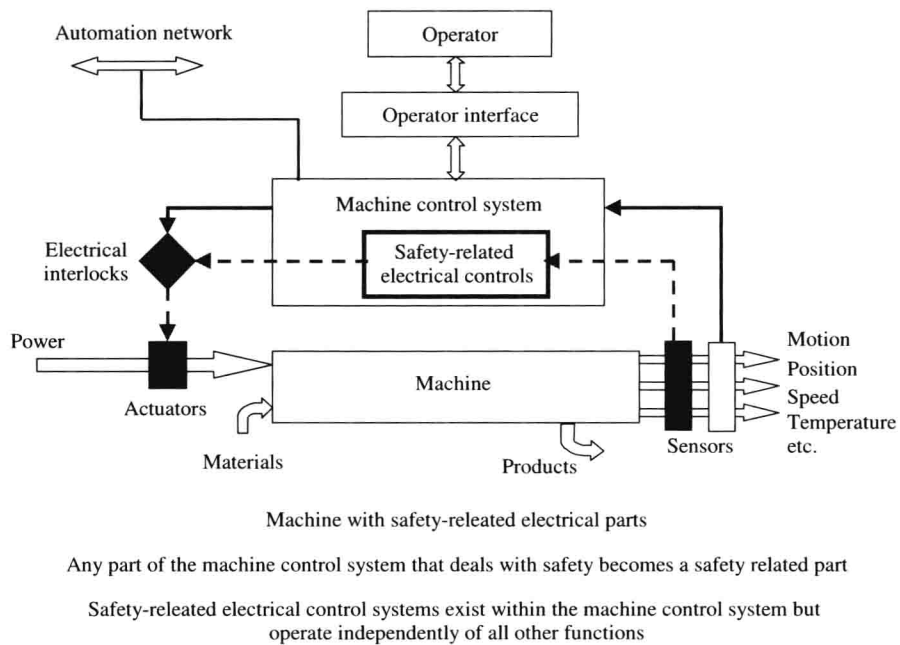 Automation network
Operator
Operator interface
Machine control system
Electrical
interlocks
Safety-related
electrical controls
Power
Motion
Position
Speed
Temperature
etc.
Machine
Actuators
Materials
Products
Sensors
Machine with safety-releated electrical parts
Any part of the machine control system that deals with safety becomes a safety related part
Safety-releated electrical control systems exist within the machine control system but
operate independently of all other functions